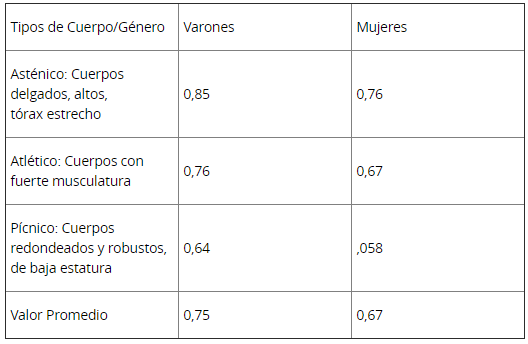 Tipos de Cuerpo/Género Varones Mujeres
Asténico: Cuerpos
delgados, altos,
tórax estrecho
0,85 0,76
Atlético: Cuerpos con
fuerte musculatura
0,76 0,67
Pícnico: Cuerpos
redondeados y robustos,
de baja estatura
0,64 ,058
Valor Promedio 0,75 0,67